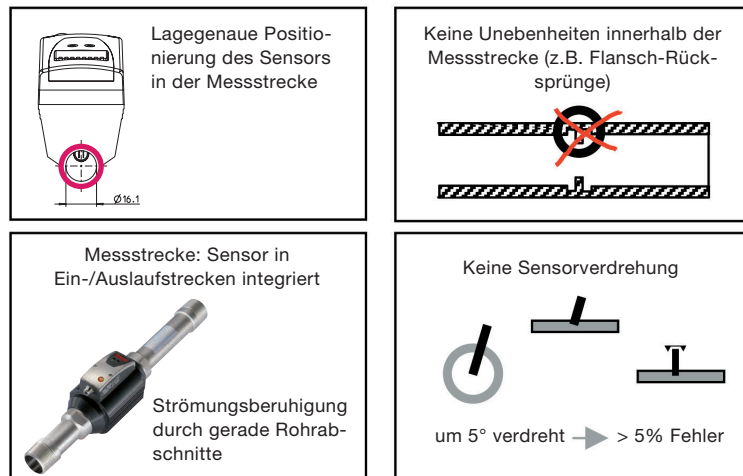 Lagegenaue Positio-
nierung des Sensors
in der Messstrecke
Ø16.1
Keine Unebenheiten innerhalb der
Messstrecke (z.B. Flansch-Rück-
sprünge)
Messstrecke: Sensor in
Ein-/Auslaufstrecken integriert
Strömungsberuhigung
durch gerade Rohrab-
schnitte
Keine Sensorverdrehung
um 5° verdreht > 5% Fehler